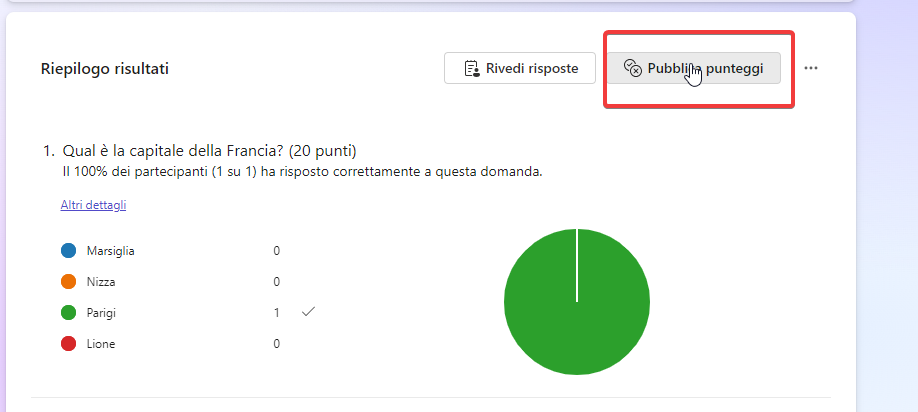 Riepilogo risultati
Rivedi risposte
Pubblica punteggi
1. Qual è la capitale della Francia? (20 punti)
Il 100% dei partecipanti (1 su 1) ha risposto correttamente a questa domanda.
Altri dettagli
Marsiglia 0
Nizza 0
Parigi 1
Lione 0